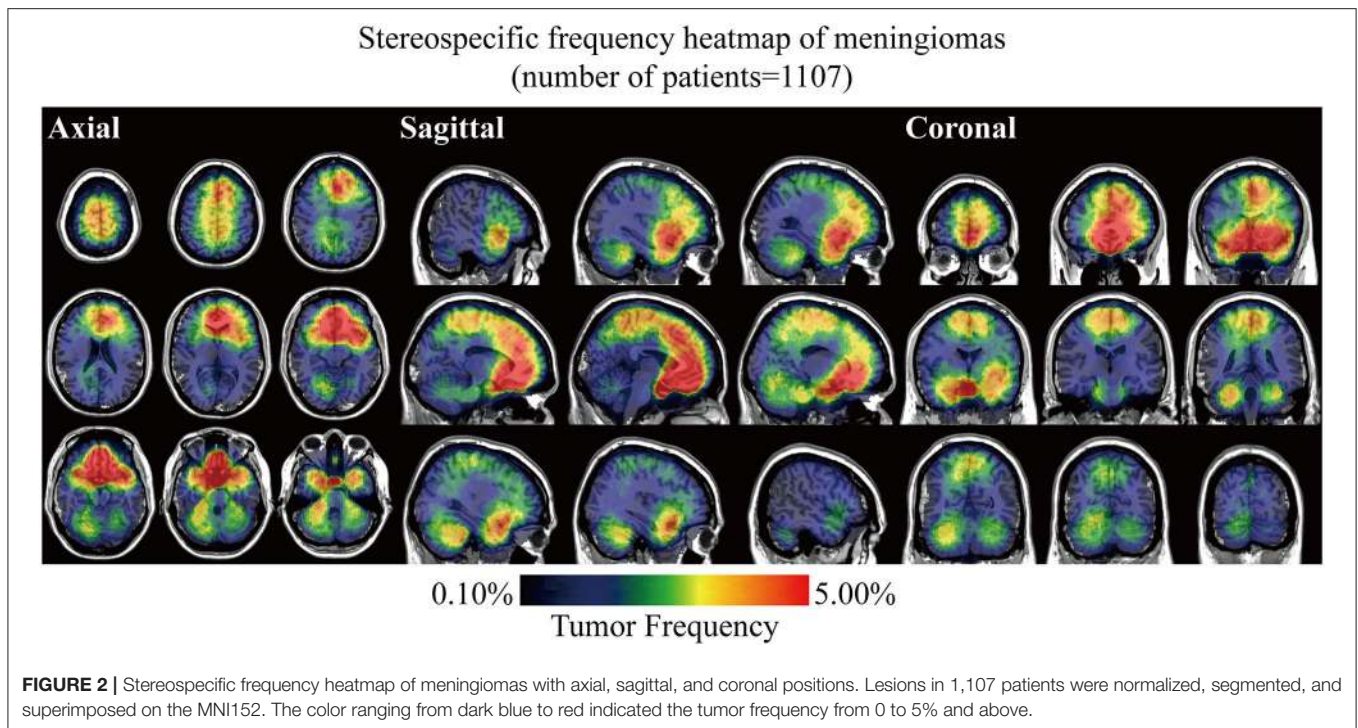 Stereospecific frequency heatmap of meningiomas
(number of patients=1107)
Axial
Sagittal
Coronal
0.10%
5.00%
Tumor Frequency
FIGURE 2 | Stereospecific frequency heatmap of meningiomas with axial, sagittal, and coronal positions. Lesions in 1,107 patients were normalized, segmented, and
superimposed on the MNI152. The color ranging from dark blue to red indicated the tumor frequency from 0 to 5% and above.